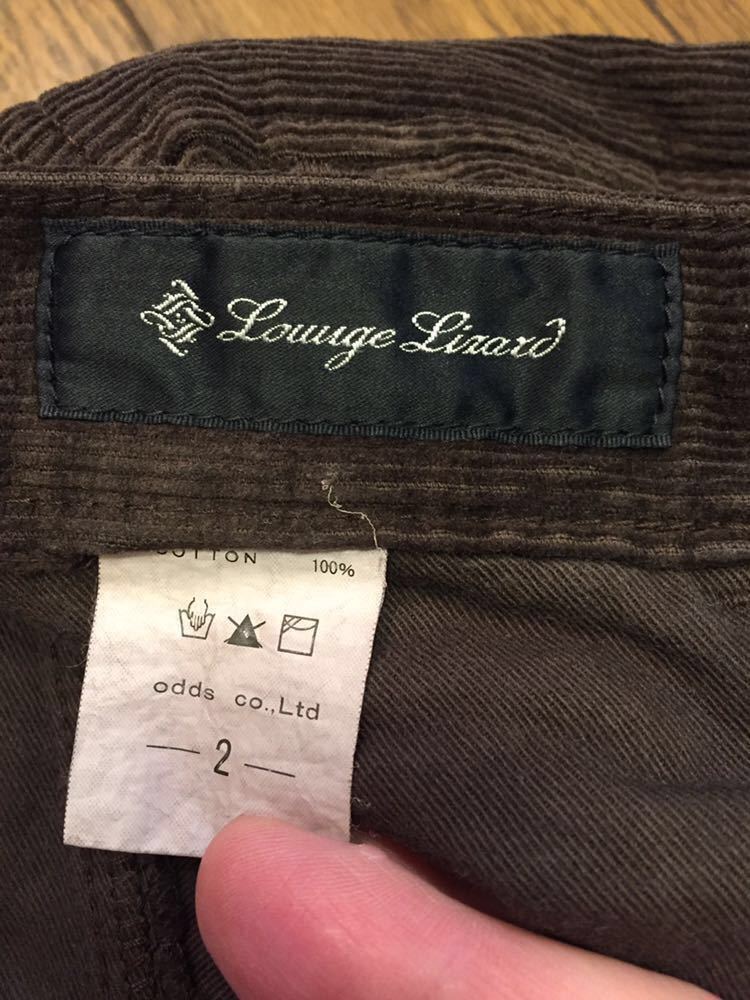 Lounge Lizard
COTTON 100%
odds co.,Ltd
— 2 —